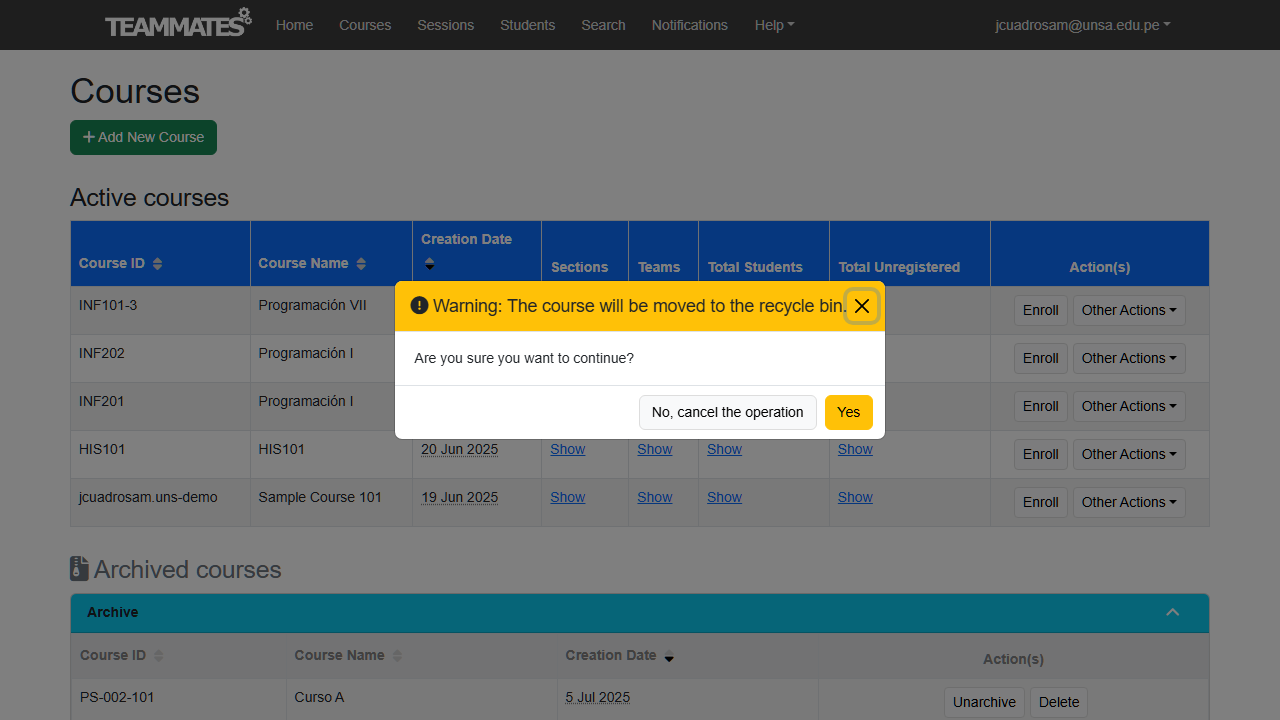 TEAMMATES Home Courses Sessions Students Search Notifications Help jcuadrosam@unsa.edu.pe
Courses
+ Add New Course
Active courses
Course ID Course Name Creation Date Sections Teams Total Students Total Unregistered Action(s)
INF101-3 Programación VII Enroll Other Actions
INF202 Programación I Enroll Other Actions
INF201 Programación I Enroll Other Actions
HIS101 HIS101 20 Jun 2025 Show Show Show Show Enroll Other Actions
jcuadrosam.uns-demo Sample Course 101 19 Jun 2025 Show Show Show Show Enroll Other Actions
Warning: The course will be moved to the recycle bin.
Are you sure you want to continue?
No, cancel the operation Yes
Archived courses
Archive
Course ID Course Name Creation Date Action(s)
PS-002-101 Curso A 5 Jul 2025 Unarchive Delete